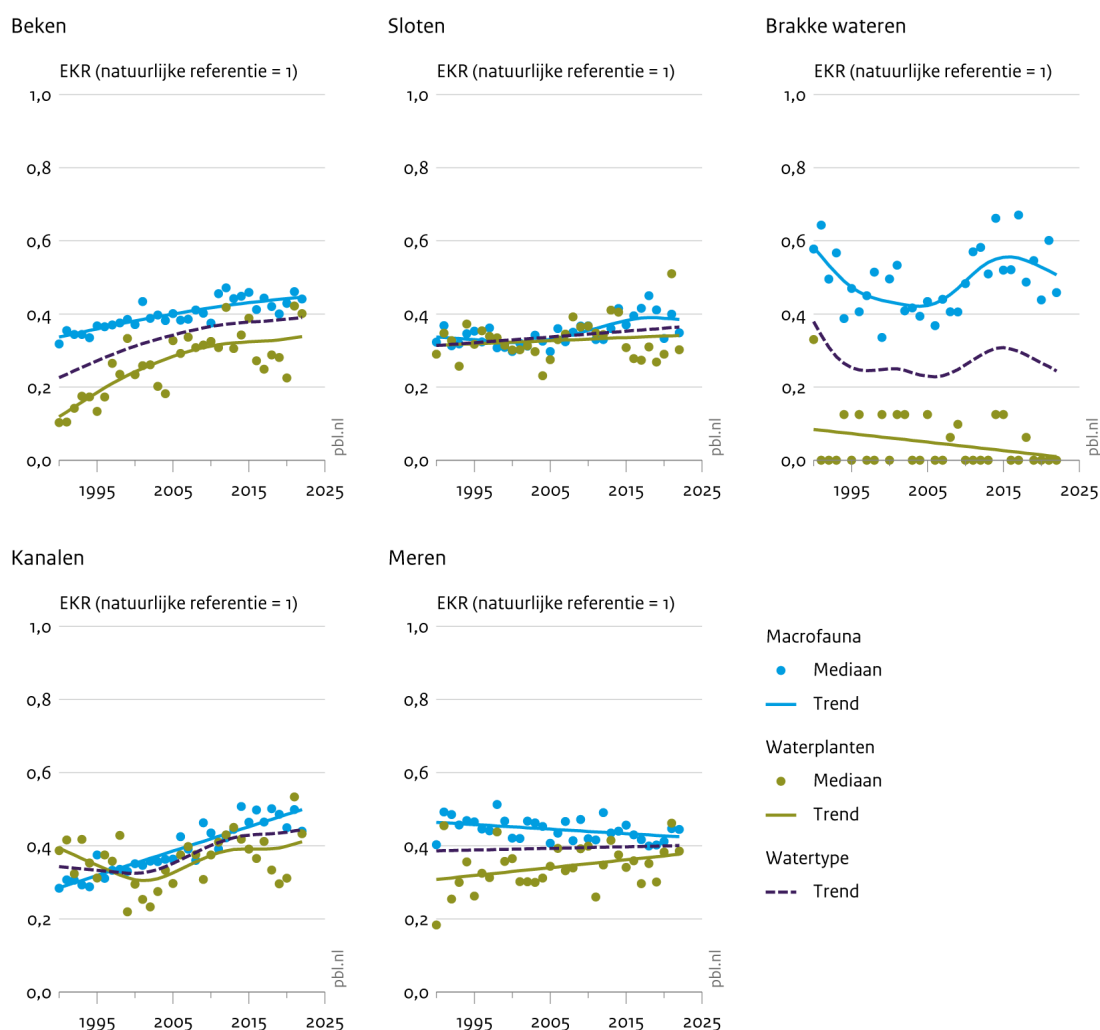 Beken
EKR (natuurlijke referentie = 1)
1,0
0,8
0,6
0,4
0,2
0,0
1995 2005 2015 2025
pbl.nl
Sloten
EKR (natuurlijke referentie = 1)
1,0
0,8
0,6
0,4
0,2
0,0
1995 2005 2015 2025
pbl.nl
Brakke wateren
EKR (natuurlijke referentie = 1)
1,0
0,8
0,6
0,4
0,2
0,0
1995 2005 2015 2025
pbl.nl
Kanalen
EKR (natuurlijke referentie = 1)
1,0
0,8
0,6
0,4
0,2
0,0
1995 2005 2015 2025
pbl.nl
Meren
EKR (natuurlijke referentie = 1)
1,0
0,8
0,6
0,4
0,2
0,0
1995 2005 2015 2025
pbl.nl
Macrofauna
Mediaan
Trend
Waterplanten
Mediaan
Trend
Watertype
Trend